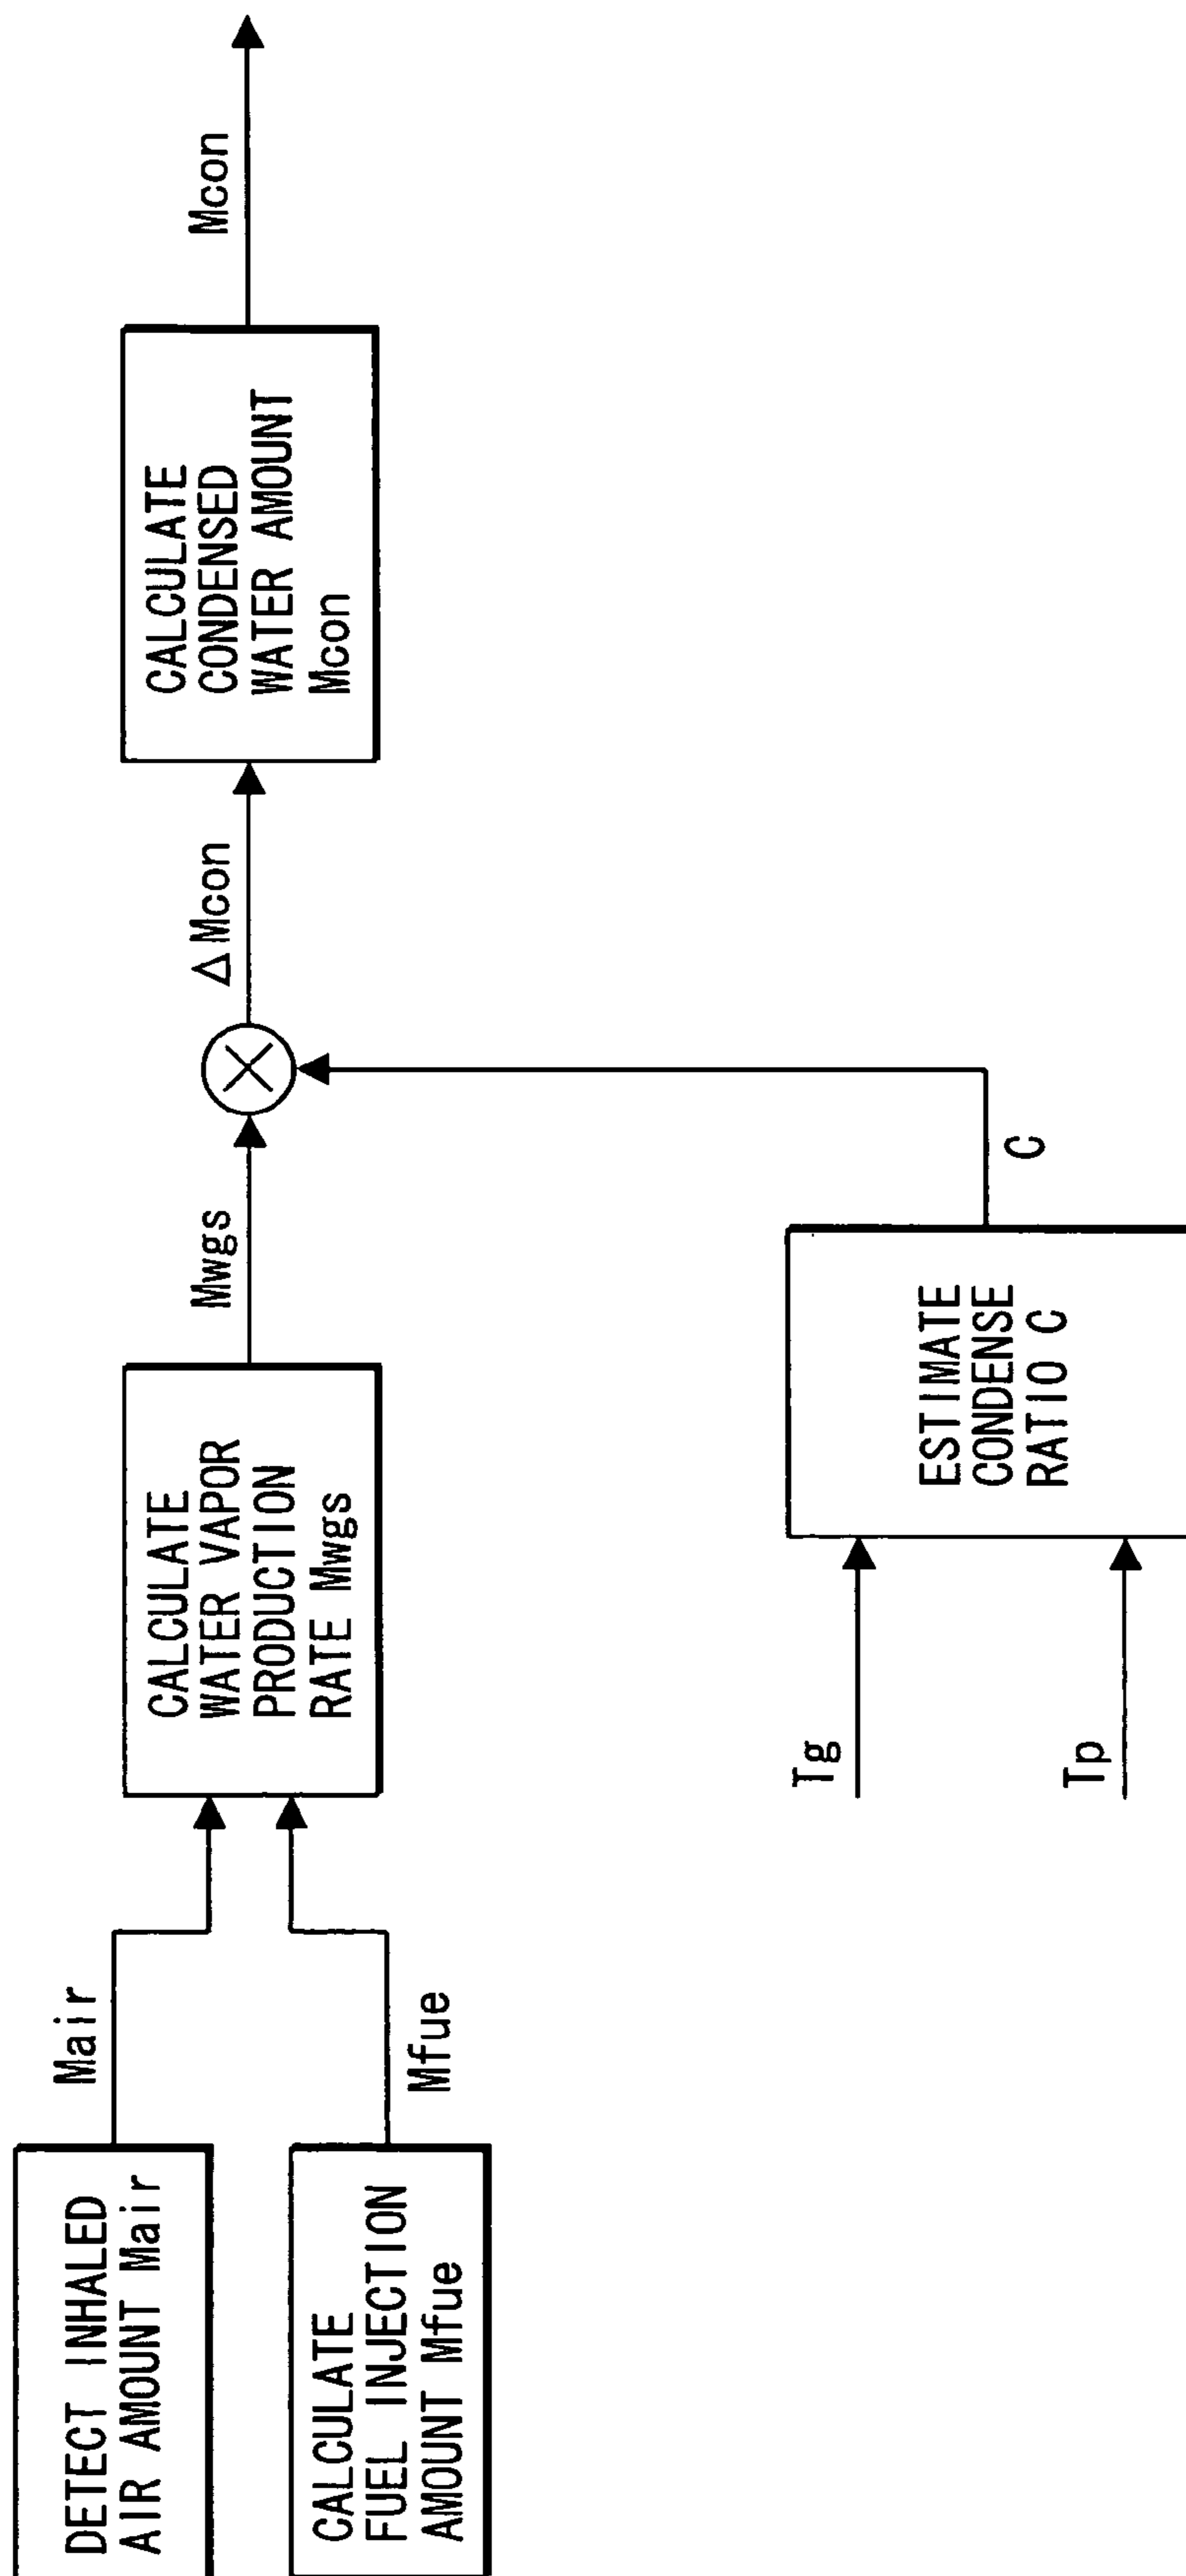 DETECT INHALED
AIR AMOUNT Mair
Mair
CALCULATE
FUEL INJECTION
AMOUNT Mfue
Mfue
CALCULATE
WATER VAPOR
PRODUCTION
RATE Mwgs
Mwgs
Tg
Tp
ESTIMATE
CONDENSE
RATIO C
C
Δ Mcon
CALCULATE
CONDENSED
WATER AMOUNT
Mcon
Mcon